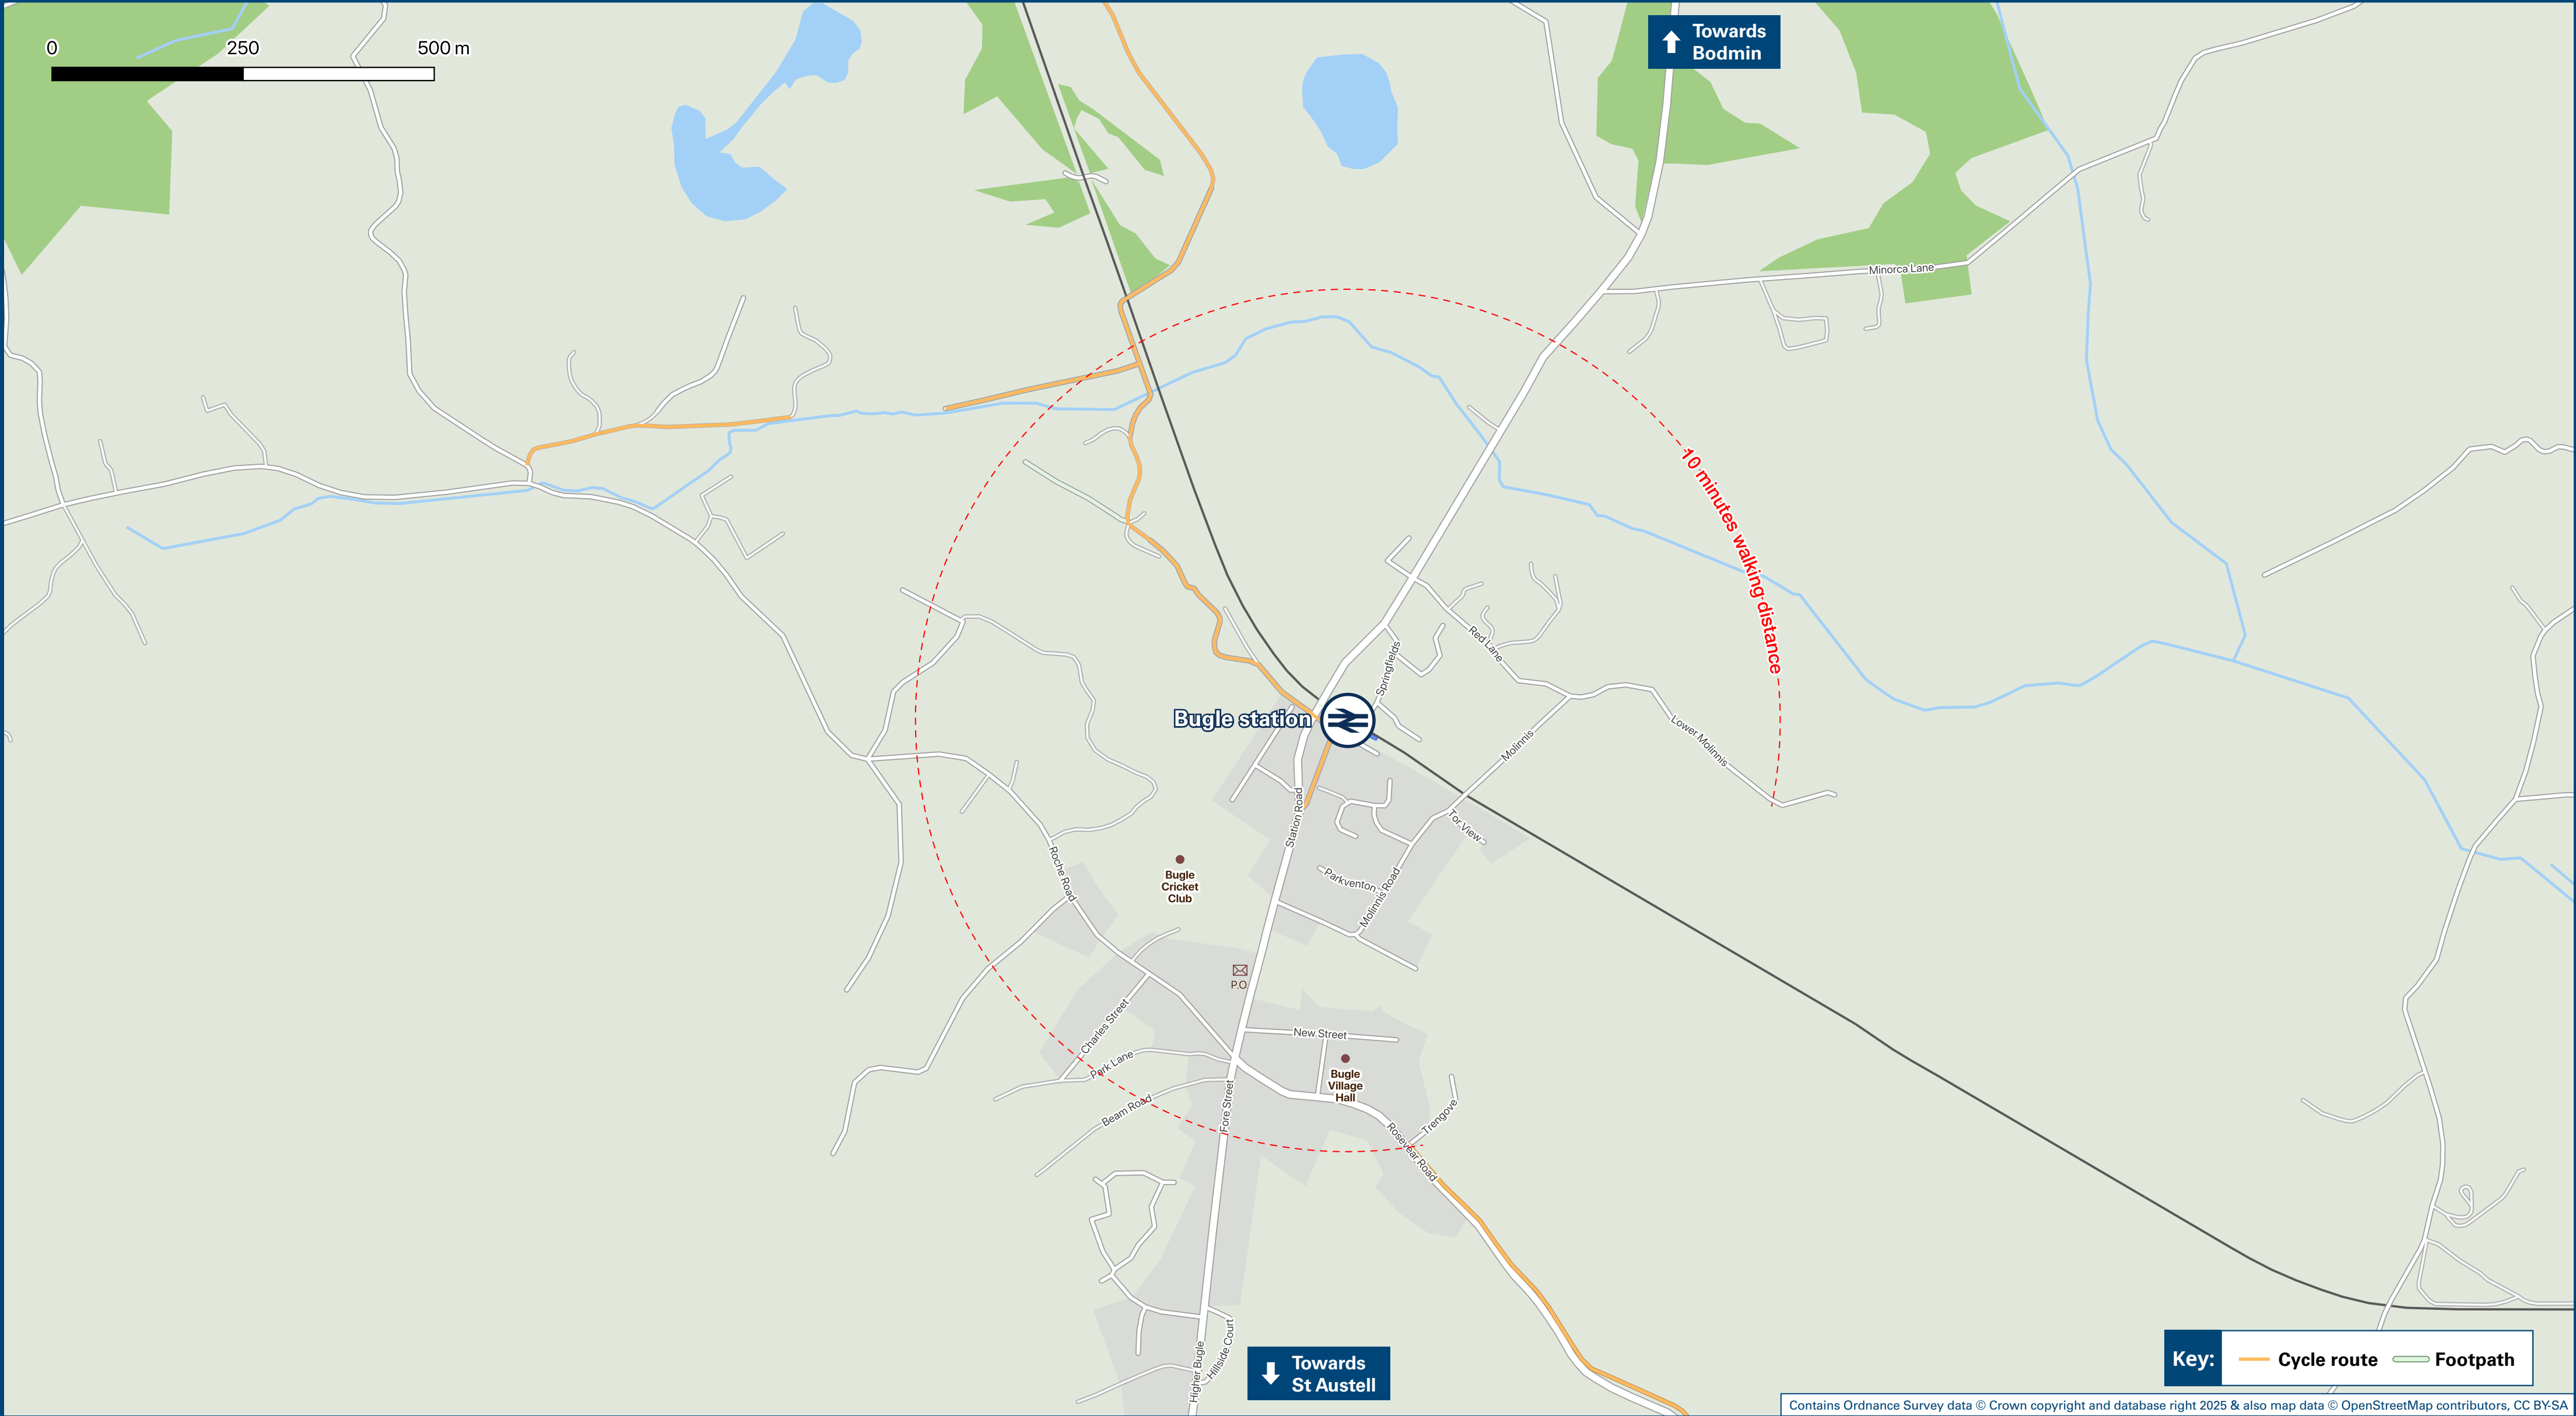 0 250 500 m
Towards
Bodmin
Minorca Lane
10 minutes walking distance
Red Lane
Springfields
Bugle station
Lower Molinnis
Molinnis
Station Road
Tor View
Roche Road
Bugle
Cricket
Club
Parkventon
Molinnis Road
P.O.
Charles Street
New Street
Park Lane
Bugle
Village
Hall
Beam Road
Fore Street
Trengove
Rosevear Road
Higher Bugle
Hillside Court
Towards
St Austell
Key: Cycle route Footpath
Contains Ordnance Survey data © Crown copyright and database right 2025 & also map data © OpenStreetMap contributors, CC BY-SA